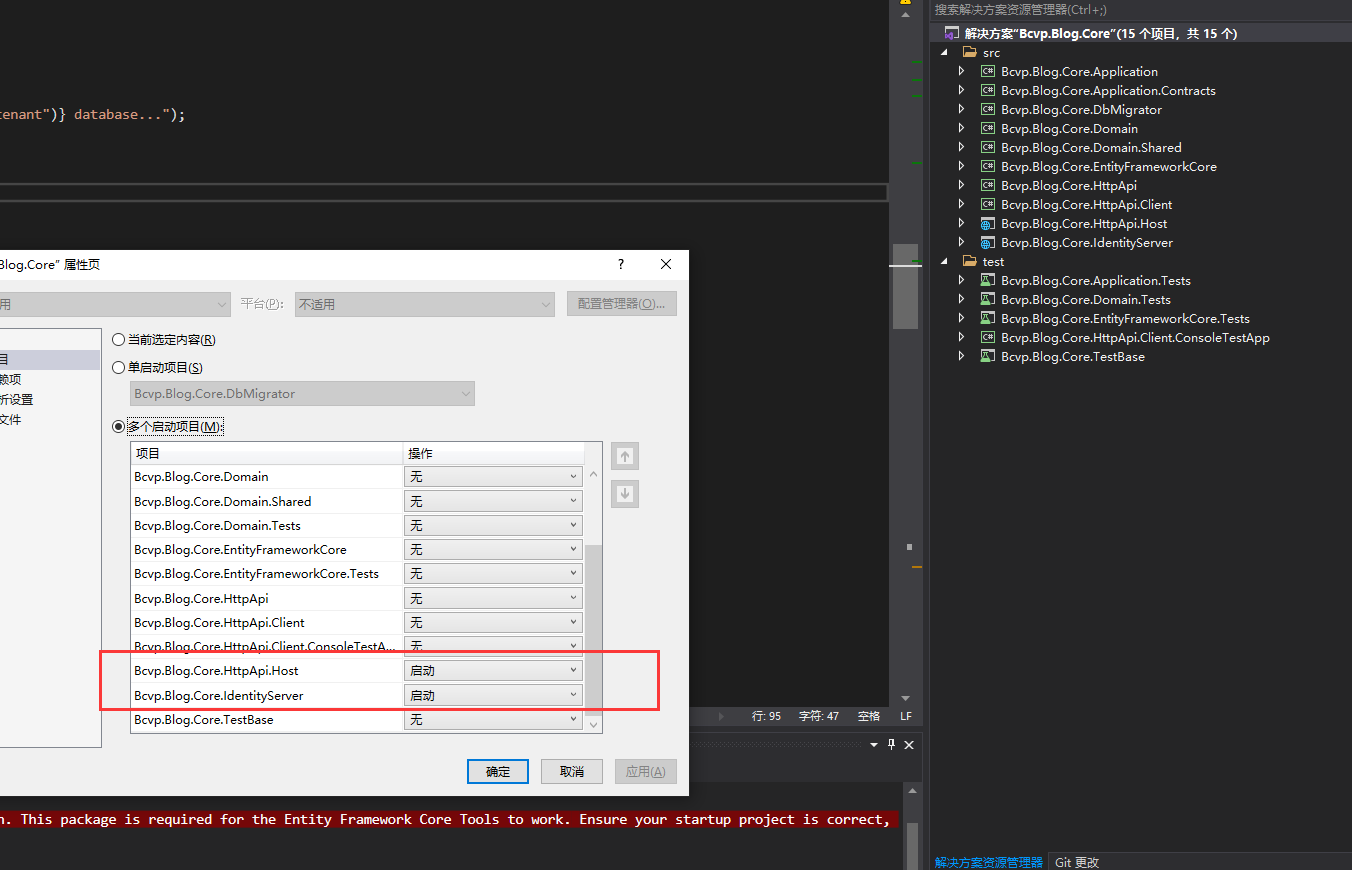 搜索解决方案资源管理器(Ctrl+;)
解决方案“Bcvp.Blog.Core”(15 个项目，共 15 个)
src
Bcvp.Blog.Core.Application
Bcvp.Blog.Core.Application.Contracts
Bcvp.Blog.Core.DbMigrator
Bcvp.Blog.Core.Domain
Bcvp.Blog.Core.Domain.Shared
Bcvp.Blog.Core.EntityFrameworkCore
Bcvp.Blog.Core.HttpApi
Bcvp.Blog.Core.HttpApi.Client
Bcvp.Blog.Core.HttpApi.Host
Bcvp.Blog.Core.IdentityServer
test
Bcvp.Blog.Core.Application.Tests
Bcvp.Blog.Core.Domain.Tests
Bcvp.Blog.Core.EntityFrameworkCore.Tests
Bcvp.Blog.Core.HttpApi.Client.ConsoleTestApp
Bcvp.Blog.Core.TestBase
tenant")} database...");
Blog.Core" 属性页 ?
用 平台(P): 不适用 配置管理器(O)...
目
赖项
析设置
文件
当前选定内容(R)
单启动项目(S)
Bcvp.Blog.Core.DbMigrator
多个启动项目(M):
项目 操作
Bcvp.Blog.Core.Domain 无
Bcvp.Blog.Core.Domain.Shared 无
Bcvp.Blog.Core.Domain.Tests 无
Bcvp.Blog.Core.EntityFrameworkCore 无
Bcvp.Blog.Core.EntityFrameworkCore.Tests 无
Bcvp.Blog.Core.HttpApi 无
Bcvp.Blog.Core.HttpApi.Client 无
Bcvp.Blog.Core.HttpApi.Client.ConsoleTestA... 无
Bcvp.Blog.Core.HttpApi.Host 启动
Bcvp.Blog.Core.IdentityServer 启动
Bcvp.Blog.Core.TestBase 无
确定 取消 应用(A)
行: 95 字符: 47 空格 LF
n. This package is required for the Entity Framework Core Tools to work. Ensure your startup project is correct,
解决方案资源管理器 Git 更改